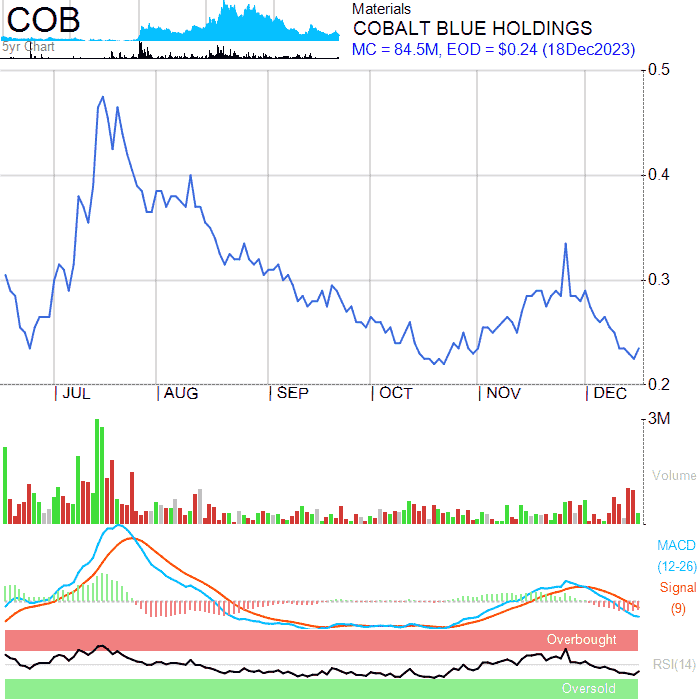 COB
5yr Chart
Materials
COBALT BLUE HOLDINGS
MC = 84.5M, EOD = $0.24 (18Dec2023)
0.5
0.4
0.3
0.2
JUL
AUG
SEP
OCT
NOV
DEC
3M
Volume
MACD
(12-26)
Signal
(9)
Overbought
RSI(14)
Oversold